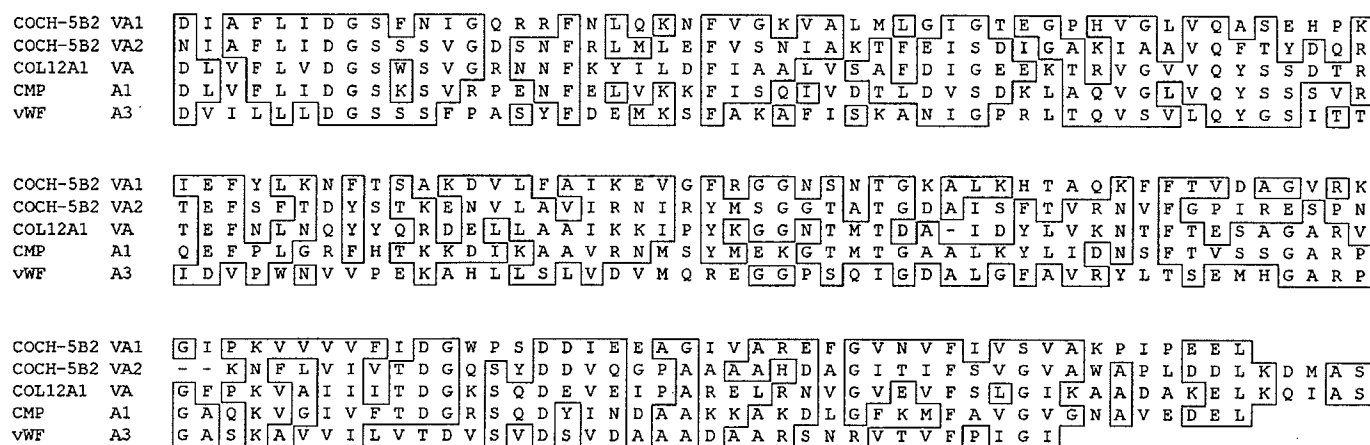 COCH-5B2 VA1 D I A F L I D G S F N I G Q R R F N L Q K N F V G K V A L M L G I G T E G P H V G L V Q A S E H P K
COCH-5B2 VA2 N I A F L I D G S S S V G D S N F R L M L E F V S N I A K T F E I S D I G A K I A A V Q F T Y D Q R
COL12A1 VA D L V F L V D G S W S V G R N N F K Y I L D F I A A L V S A F D I G E E K T R V G V V Q Y S S D T R
CMP A1 D L V F L I D G S K S V R P E N F E L V K K F I S Q I V D T L D V S D K L A Q V G L V Q Y S S S V R
vWF A3 D V I L L L D G S S S F P A S Y F D E M K S F A K A F I S K A N I G P R L T Q V S V L Q Y G S I T T
COCH-5B2 VA1 I E F Y L K N F T S A K D V L F A I K E V G F R G G N S N T G K A L K H T A Q K F F T V D A G V R K
COCH-5B2 VA2 T E F S F T D Y S T K E N V L A V I R N I R Y M S G G T A T G D A I S F T V R N V F G P I R E S P N
COL12A1 VA T E F N L N Q Y Y Q R D E L L A A I K K I P Y K G G N T M T D A - I D Y L V K N T F T E S A G A R V
CMP A1 Q E F P L G R F H T K K D I K A A V R N M S Y M E K G T M T G A A L K Y L I D N S F T V S S G A R P
vWF A3 I D V P W N V V P E K A H L L S L V D V M Q R E G G P S Q I G D A L G F A V R Y L T S E M H G A R P
COCH-5B2 VA1 G I P K V V V V F I D G W P S D D I E E A G I V A R E F G V N V F I V S V A K P I P E E L
COCH-5B2 VA2 - - K N F L V I V T D G Q S Y D D V Q G P A A A A H D A G I T I F S V G V A W A P L D D L K D M A S
COL12A1 VA G F P K V A I I I T D G K S Q D E V E I P A R E L R N V G V E V F S L G I K A A D A K E L K Q I A S
CMP A1 G A Q K V G I V F T D G R S Q D Y I N D A A K K A K D L G F K M F A V G V G N A V E D E L
vWF A3 G A S K A V V I L V T D V S V D S V D A A A D A A R S N R V T V F P I G I